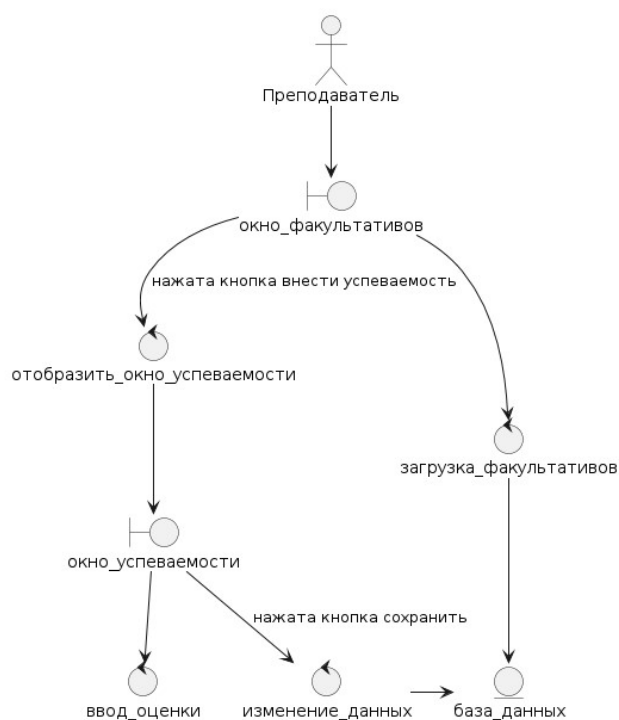 Преподаватель
окно_факультативов
нажата кнопка внести успеваемость
отобразить_окно_успеваемости
загрузка_факультативов
окно_успеваемости
нажата кнопка сохранить
ввод_оценки
изменение_данных
база_данных